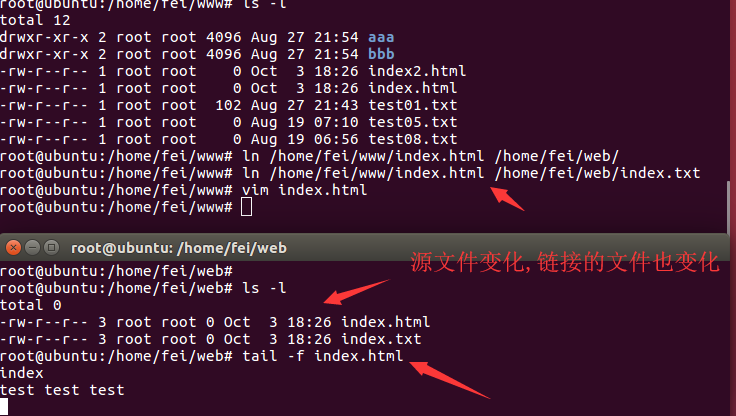 root@ubuntu:/home/fei/www# ls -l
total 12
drwxr-xr-x 2 root root 4096 Aug 27 21:54 aaa
drwxr-xr-x 2 root root 4096 Aug 27 21:54 bbb
-rw-r--r-- 1 root root    0 Oct  3 18:26 index2.html
-rw-r--r-- 1 root root    0 Oct  3 18:26 index.html
-rw-r--r-- 1 root root  102 Aug 27 21:43 test01.txt
-rw-r--r-- 1 root root    0 Aug 19 07:10 test05.txt
-rw-r--r-- 1 root root    0 Aug 19 06:56 test08.txt
root@ubuntu:/home/fei/www# ln /home/fei/www/index.html /home/fei/web/
root@ubuntu:/home/fei/www# ln /home/fei/www/index.html /home/fei/web/index.txt
root@ubuntu:/home/fei/www# vim index.html
root@ubuntu:/home/fei/www#
root@ubuntu: /home/fei/web
root@ubuntu:/home/fei/web#
源文件变化,链接的文件也变化
root@ubuntu:/home/fei/web# ls -l
total 0
-rw-r--r-- 3 root root 0 Oct  3 18:26 index.html
-rw-r--r-- 3 root root 0 Oct  3 18:26 index.txt
root@ubuntu:/home/fei/web# tail -f index.html
index
test test test